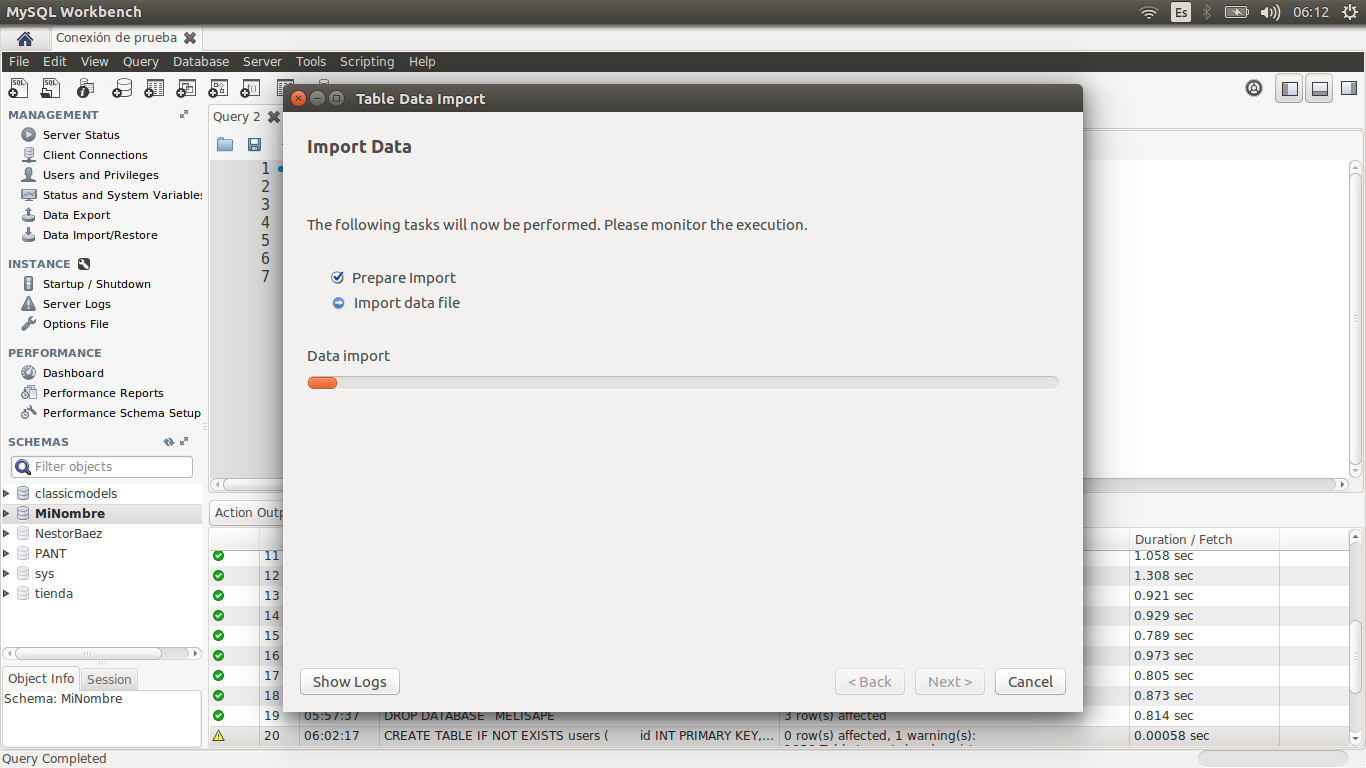 MySQL Workbench
Es
06:12
Conexión de prueba
File Edit View Query Database Server Tools Scripting Help
MANAGEMENT
Server Status
Client Connections
Users and Privileges
Status and System Variables
Data Export
Data Import/Restore
INSTANCE
Startup / Shutdown
Server Logs
Options File
PERFORMANCE
Dashboard
Performance Reports
Performance Schema Setup
SCHEMAS
Filter objects
classicmodels
MiNombre
NestorBaez
PANT
sys
tienda
Object Info Session
Schema: MiNombre
Query Completed
Query 2
1
2
3
4
5
6
7
Table Data Import
Import Data
The following tasks will now be performed. Please monitor the execution.
Prepare Import
Import data file
Data import
Show Logs
< Back
Next >
Cancel
Action Outp
Duration / Fetch
11 1.058 sec
12 1.308 sec
13 0.921 sec
14 0.929 sec
15 0.789 sec
16 0.973 sec
17 0.805 sec
18 0.873 sec
19 05:57:37 DROP DATABASE MELISAPE 3 row(s) affected 0.814 sec
20 06:02:17 CREATE TABLE IF NOT EXISTS users ( id INT PRIMARY KEY,... 0 row(s) affected, 1 warning(s): 0.00058 sec